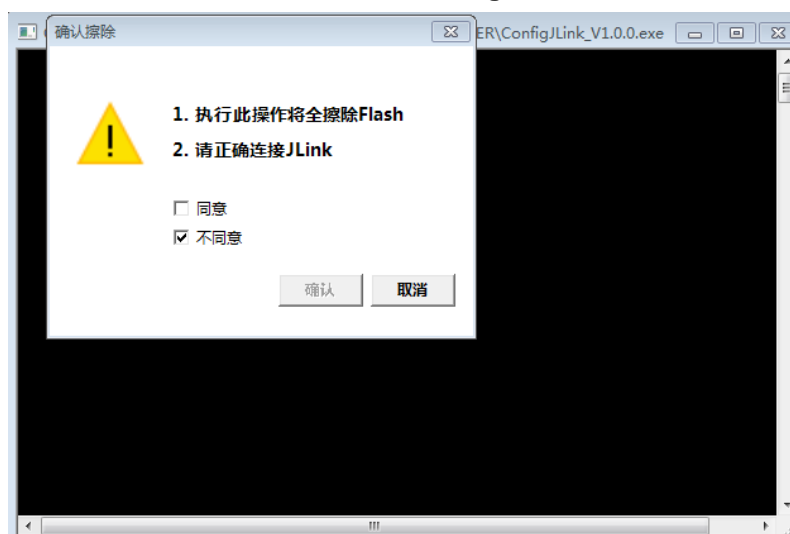 确认擦除
ER\ConfigJLink_V1.0.0.exe
1. 执行此操作将全擦除Flash
2. 请正确连接JLink
同意
不同意
确认
取消